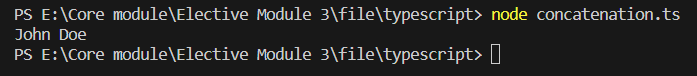 PS E:\Core module\Elective Module 3\file\typescript> node concatenation.ts
John Doe
PS E:\Core module\Elective Module 3\file\typescript>